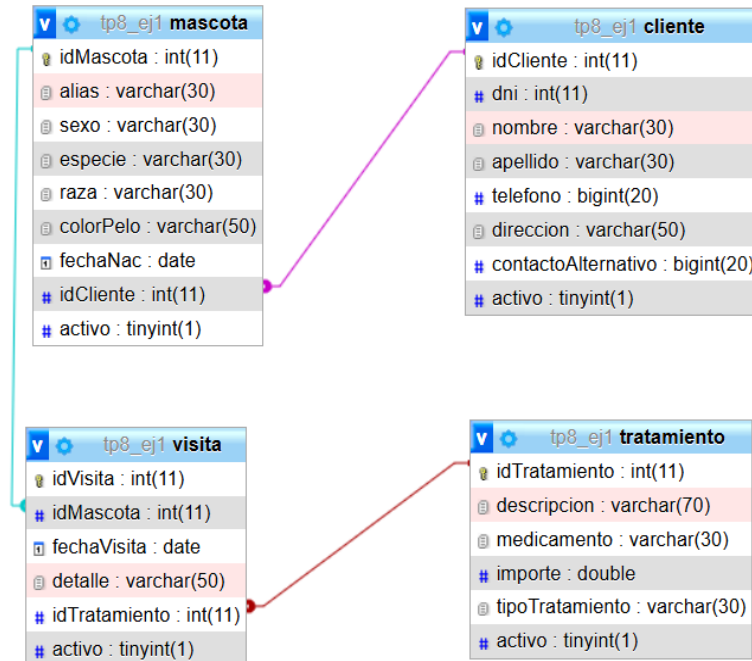 v tp8_ej1 mascota
idMascota : int(11)
alias : varchar(30)
sexo : varchar(30)
especie : varchar(30)
raza : varchar(30)
colorPelo : varchar(50)
fechaNac : date
# idCliente : int(11)
# activo : tinyint(1)
v tp8_ej1 cliente
idCliente : int(11)
# dni : int(11)
nombre : varchar(30)
apellido : varchar(30)
# telefono : bigint(20)
direccion : varchar(50)
# contactoAlternativo : bigint(20)
# activo : tinyint(1)
v tp8_ej1 visita
idVisita : int(11)
# idMascota : int(11)
fechaVisita : date
detalle : varchar(50)
# idTratamiento : int(11)
# activo : tinyint(1)
v tp8_ej1 tratamiento
idTratamiento : int(11)
descripcion : varchar(70)
medicamento : varchar(30)
# importe : double
tipoTratamiento : varchar(30)
# activo : tinyint(1)